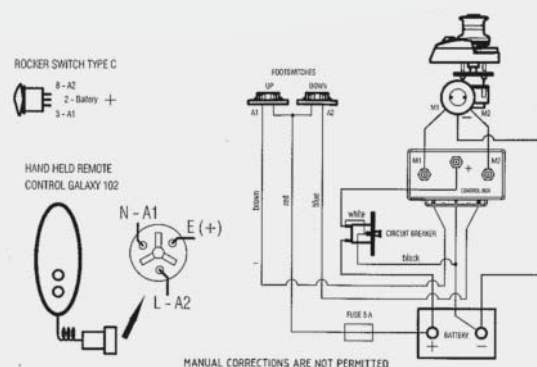 ROCKER SWITCH TYPE C
8 - A2
2 - Battery +
3 - A1
HAND HELD REMOTE
CONTROL GALAXY 102
N - A1
E (+)
L - A2
FOOTSWITCHES
UP
DOWN
A1
A2
brown
red
blue
M1
M2
−
M1
+
M2
CONTROL BOX
white
CIRCUIT BREAKER
black
FUSE 5 A
BATTERY
+
−
MANUAL CORRECTIONS ARE NOT PERMITTED